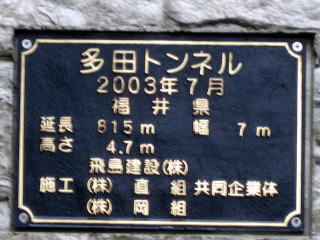 多田トンネル
2003年7月
福井県
延長 815m 幅 7m
高さ 4.7m
飛島建設(株)
施工 (株) 直組 共同企業体
(株) 岡組